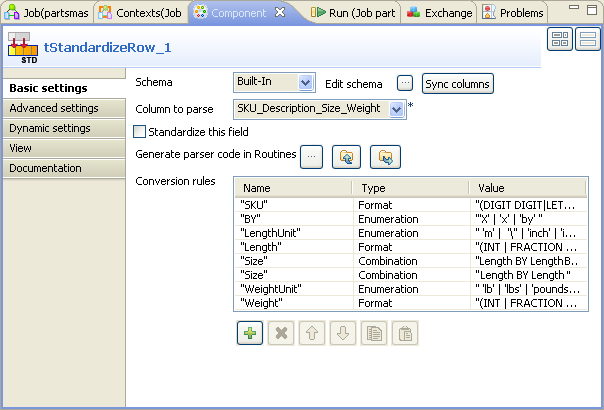 Job(partsmas Contexts(Job Component Run (Job part Exchange Problems
STD tStandardizeRow_1
Basic settings
Advanced settings
Dynamic settings
View
Documentation
Schema Built-In Edit schema ... Sync columns
Column to parse SKU_Description_Size_Weight *
Standardize this field
Generate parser code in Routines ...
Conversion rules
Name Type Value
"SKU" Format "(DIGIT DIGIT|LET...
"BY" Enumeration "'X' | 'x' | 'by' "
"LengthUnit" Enumeration " 'm' | '\" | 'inch' | 'i...
"Length" Format "(INT | FRACTION ...
"Size" Combination "Length BY LengthB...
"Size" Combination "Length BY Length "
"WeightUnit" Enumeration " 'lb' | 'lbs' | 'pounds...
"Weight" Format "(INT | FRACTION ...